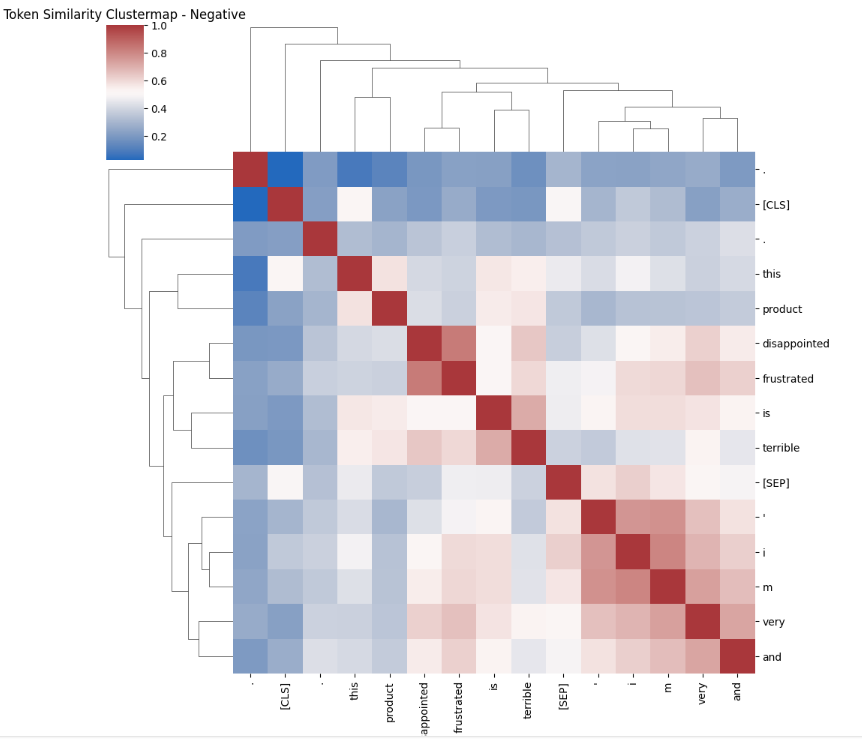 Token Similarity Clustermap - Negative
1.0
0.8
0.6
0.4
0.2
.
[CLS]
.
this
product
disappointed
frustrated
is
terrible
[SEP]
'
i
m
very
and
. [CLS] . this product appointed frustrated is terrible [SEP] ' i m very and